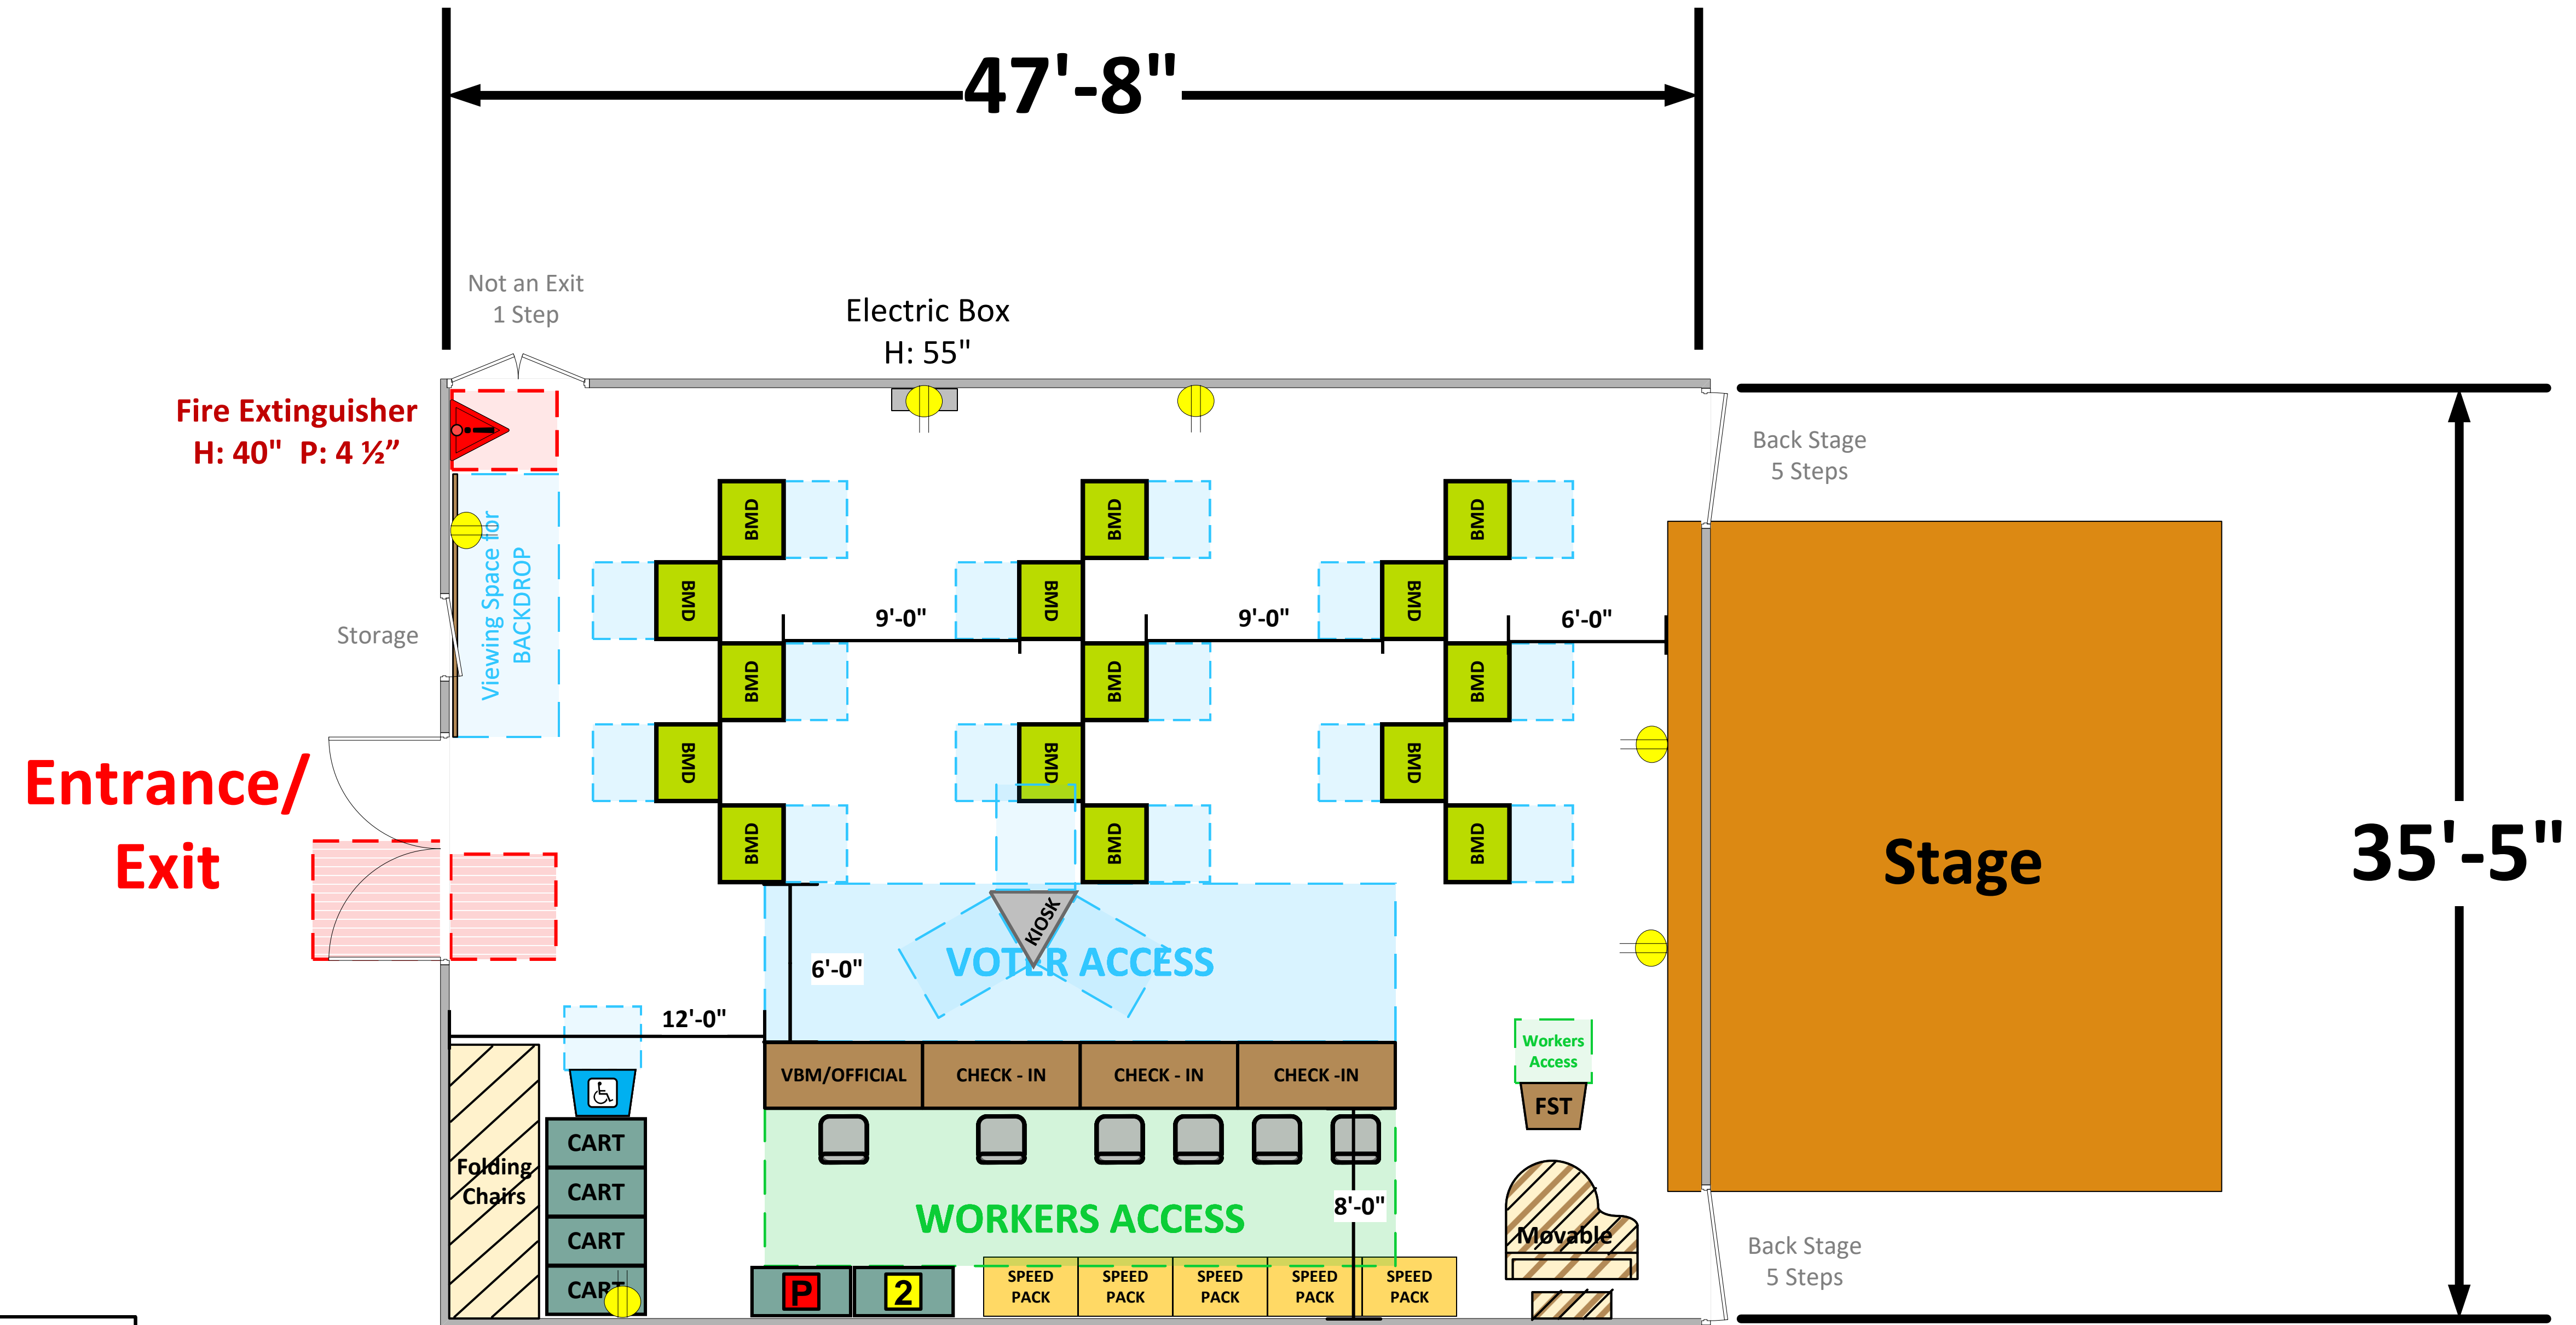 47'-8"
Not an Exit
1 Step
Electric Box
H: 55"
Fire Extinguisher
H: 40" P: 4 ½”
Back Stage
5 Steps
Viewing Space for
BACKDROP
Storage
BMD
BMD
BMD
BMD
BMD
BMD
9'-0"
9'-0"
6'-0"
BMD
BMD
BMD
BMD
BMD
BMD
BMD
BMD
BMD
Entrance/
Exit
Stage
35'-5"
KIOSK
VOTER ACCESS
6'-0"
12'-0"
Workers
Access
VBM/OFFICIAL
CHECK - IN
CHECK - IN
CHECK -IN
FST
CART
CART
CART
CART
Folding
Chairs
WORKERS ACCESS
8'-0"
Movable
Back Stage
5 Steps
P
2
SPEED
PACK
SPEED
PACK
SPEED
PACK
SPEED
PACK
SPEED
PACK